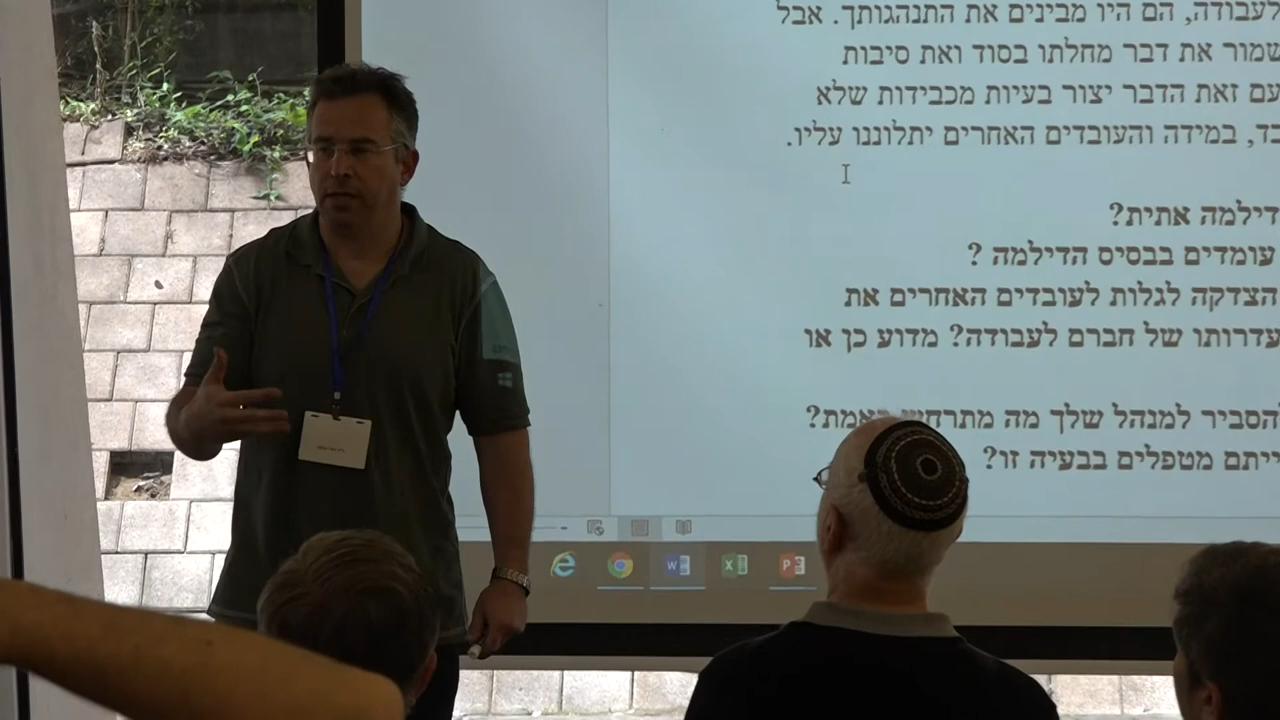 לעבודה, הם היו מבינים את התנהגותך. אבל
שמור את דבר מחלתו בסוד ואת סיבות
עם זאת הדבר יצור בעיות מכבידות שלא
בד, במידה והעובדים האחרים יתלוננו עליו.
דילמה אתית?
עומדים בבסיס הדילמה ?
הצדקה לגלות לעובדים האחרים את
עדרותו של חברם לעבודה? מדוע כן או
הסביר למנהל שלך מה מתרחש באמת?
ייתם מטפלים בבעיה זו?